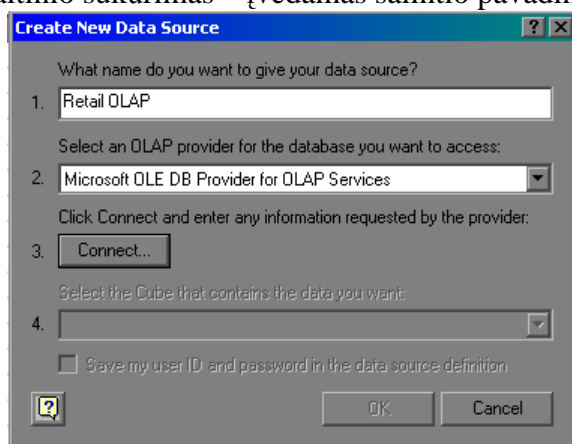 sukūrimas – įvedamas šaltinio
Create New Data Source
What name do you want to give your data source?
1. Retail OLAP
Select an OLAP provider for the database you want to access:
2. Microsoft OLE DB Provider for OLAP Services
Click Connect and enter any information requested by the provider:
3. Connect...
Select the Cube that contains the data you want:
4.
Save my user ID and password in the data source definition
OK Cancel